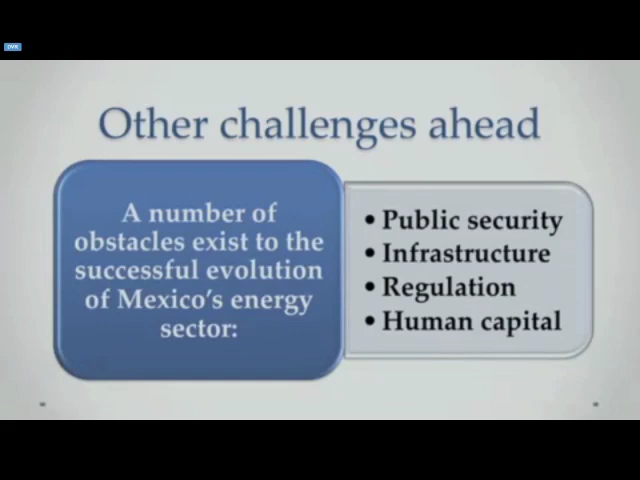 Other challenges ahead
A number of
obstacles exist to the
successful evolution
of Mexico's energy
sector:
• Public security
• Infrastructure
• Regulation
• Human capital